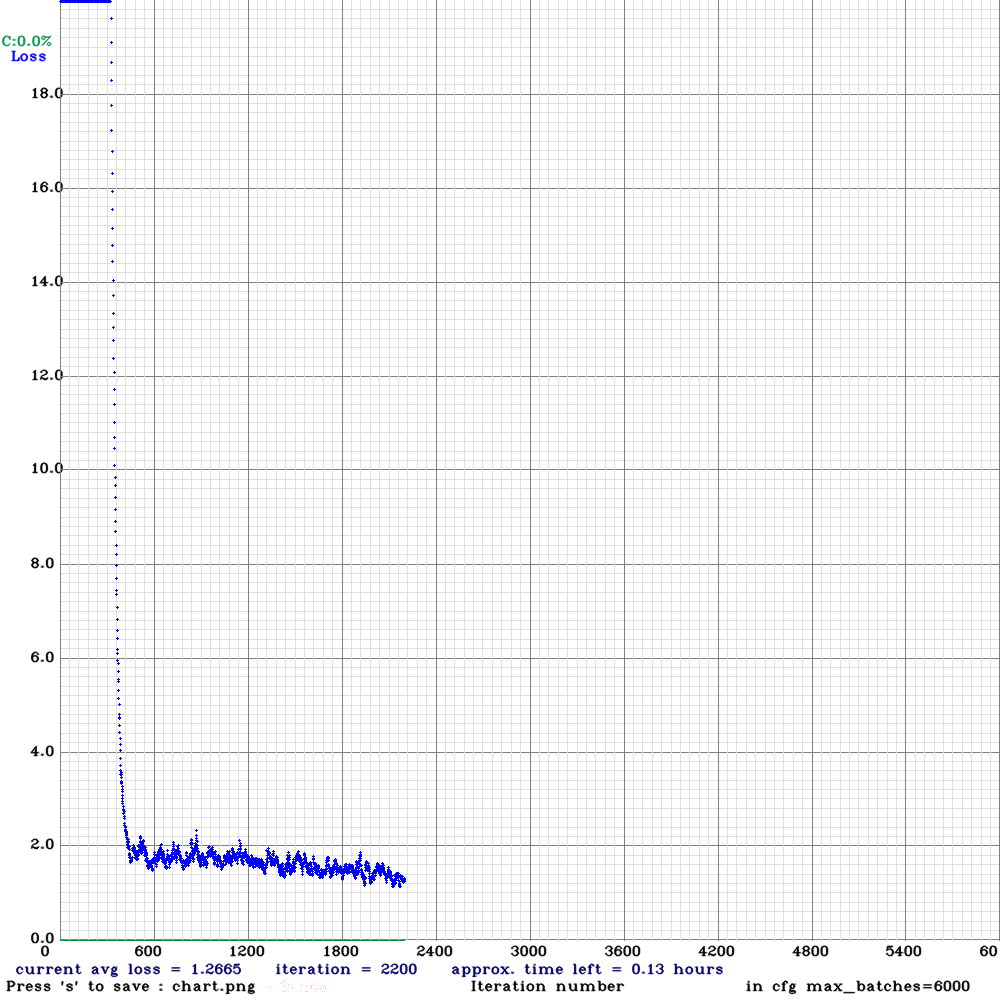 C:0.0%
Loss
18.0
16.0
14.0
12.0
10.0
8.0
6.0
4.0
2.0
0.0
0 600 1200 1800 2400 3000 3600 4200 4800 5400 60
current avg loss = 1.2665 iteration = 2200 approx. time left = 0.13 hours
Press 's' to save : chart.png Iteration number in cfg max_batches=6000